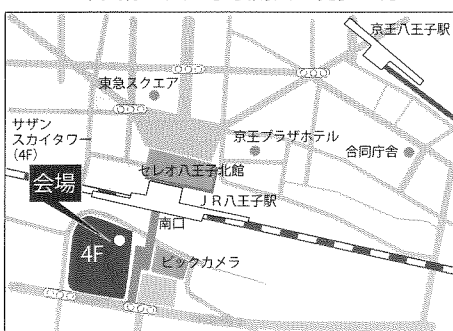 京王八王子駅
東急スクエア
サザン
スカイタワー
(4F)
京王プラザホテル
合同庁舎
セレオ八王子北館
会場
JR八王子駅
南口
4F
ビックカメラ